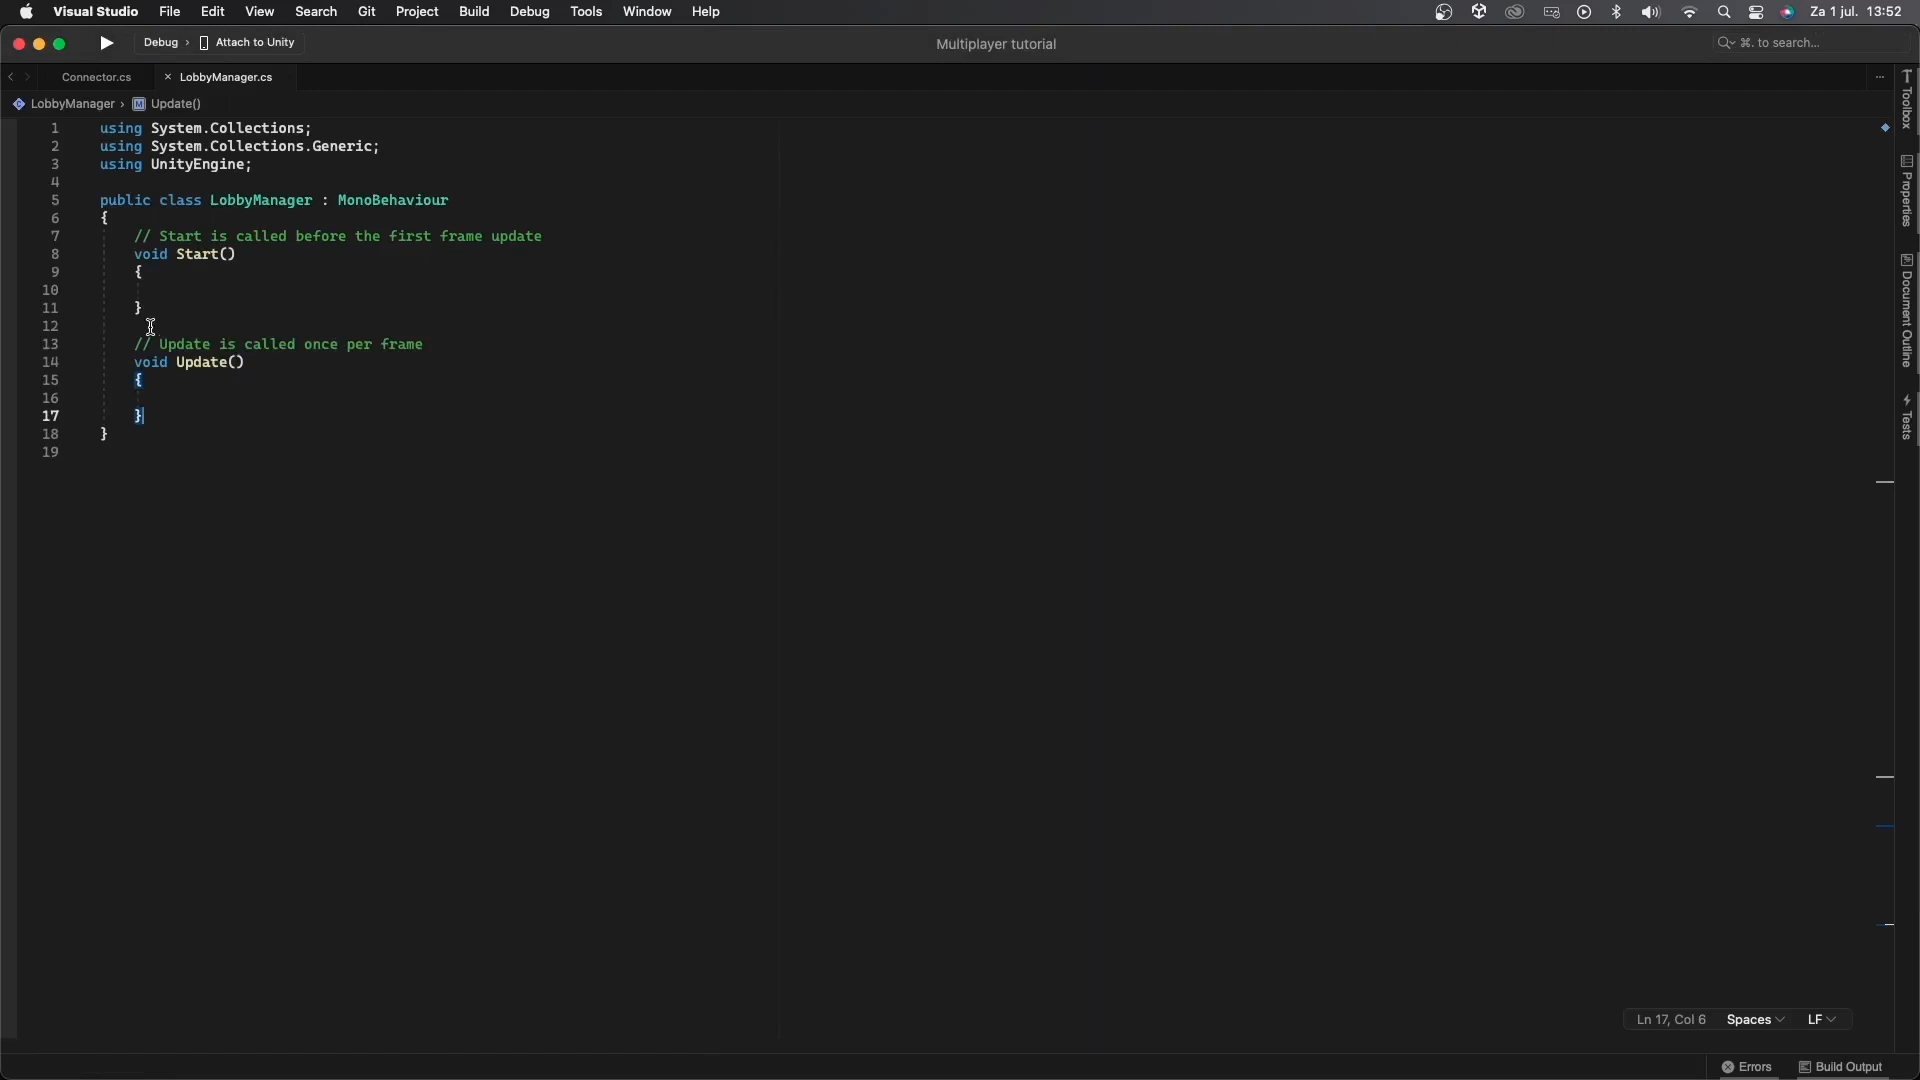 Visual Studio File Edit View Search Git Project Build Debug Tools Window Help Za 1 jul. 13:52
Debug › Attach to Unity Multiplayer tutorial ⌘. to search...
Connector.cs × LobbyManager.cs ...
LobbyManager › M Update()
1 using System.Collections;
2 using System.Collections.Generic;
3 using UnityEngine;
4
5 public class LobbyManager : MonoBehaviour
6 {
7 // Start is called before the first frame update
8 void Start()
9 {
10
11 }
12
13 // Update is called once per frame
14 void Update()
15 {
16
17 }
18 }
19
Toolbox
Properties
Document Outline
Tests
Ln 17, Col 6 Spaces LF
Errors Build Output